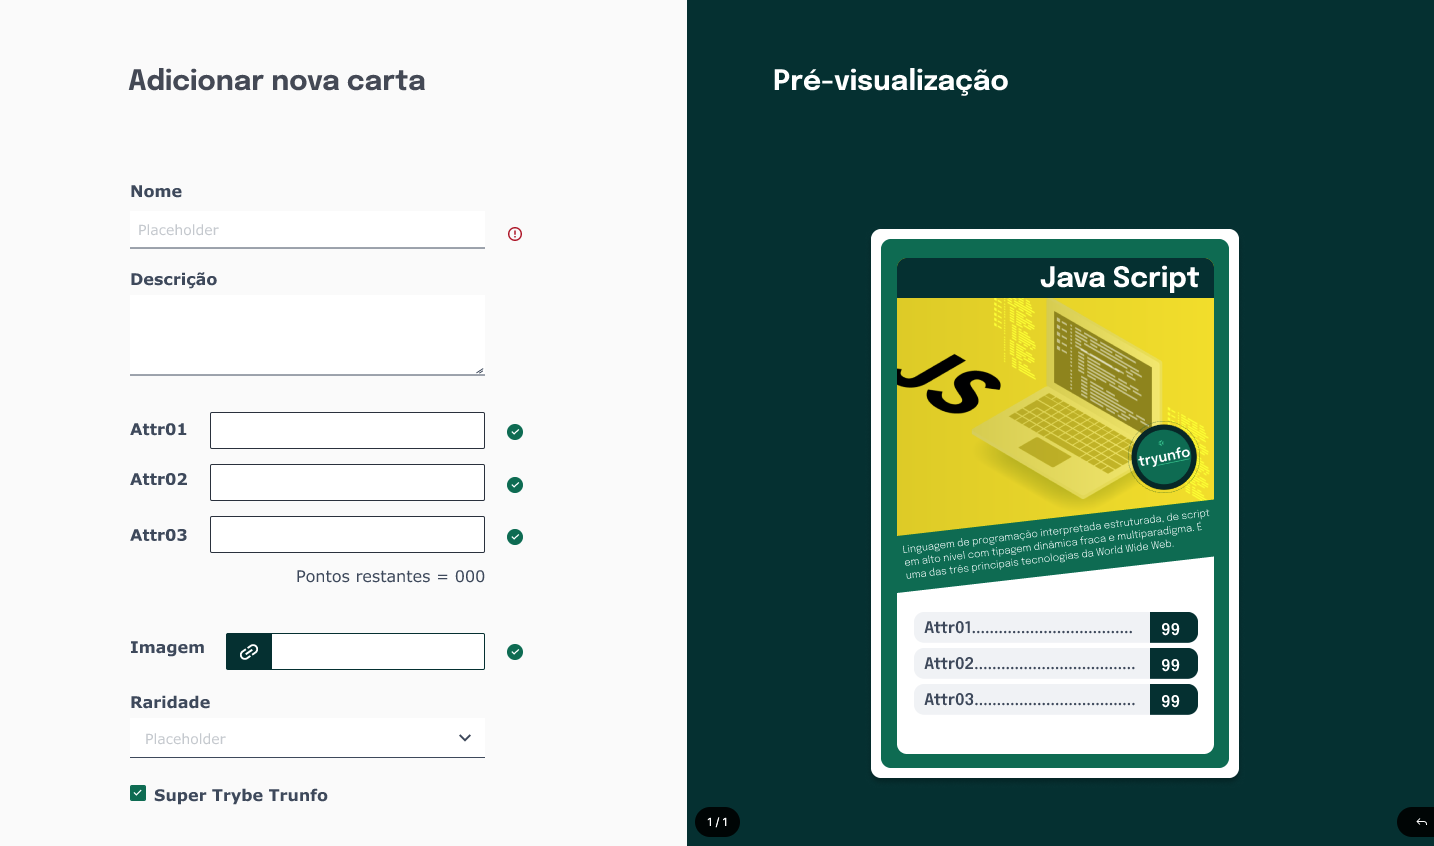 Adicionar nova carta
Nome
Placeholder
Descrição
Attr01
Attr02
Attr03
Pontos restantes = 000
Imagem
Raridade
Placeholder
Super Trybe Trunfo
Pré-visualização
Java Script
JS
tryunfo
Linguagem de programação interpretada estruturada, de script
em alto nível com tipagem dinâmica fraca e multiparadigma. É
uma das três principais tecnologias da World Wide Web.
Attr01.................................... 99
Attr02.................................... 99
Attr03.................................... 99
1 / 1